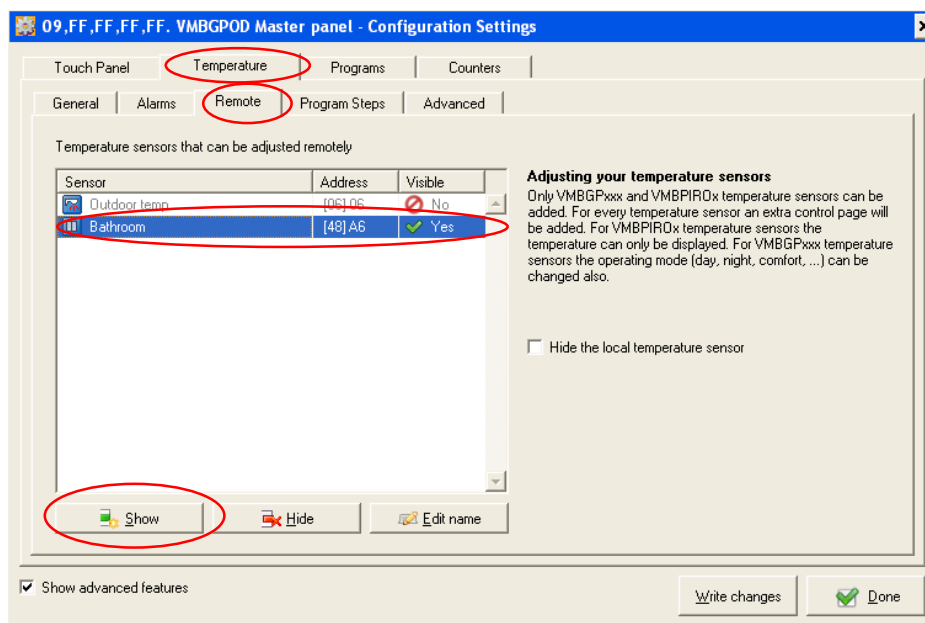 09,FF,FF,FF,FF. VMBGPOD Master panel - Configuration Settings
Touch Panel Temperature Programs Counters
General Alarms Remote Program Steps Advanced
Temperature sensors that can be adjusted remotely
Sensor Address Visible
Outdoor temp [06] 06 No
Bathroom [48] A6 Yes
Adjusting your temperature sensors
Only VMBGPxxx and VMBPIROx temperature sensors can be
added. For every temperature sensor an extra control page will
be added. For VMBPIROx temperature sensors the
temperature can only be displayed. For VMBGPxxx temperature
sensors the operating mode (day, night, comfort, ...) can be
changed also.
Hide the local temperature sensor
Show Hide Edit name
Show advanced features
Write changes Done